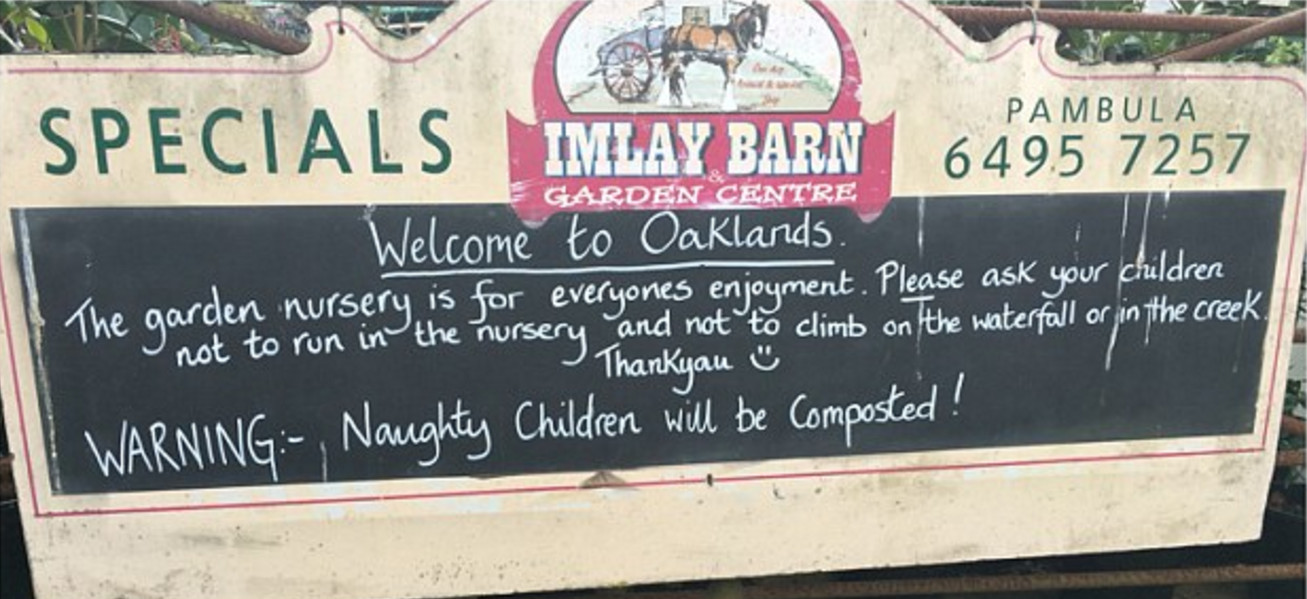 SPECIALS
IMLAY BARN
&
GARDEN CENTRE
PAMBULA
6495 7257
Welcome to Oaklands.
The garden nursery is for everyones enjoyment. Please ask your children
not to run in the nursery and not to climb on the waterfall or in the creek.
Thankyou
WARNING:- Naughty Children will be Composted!